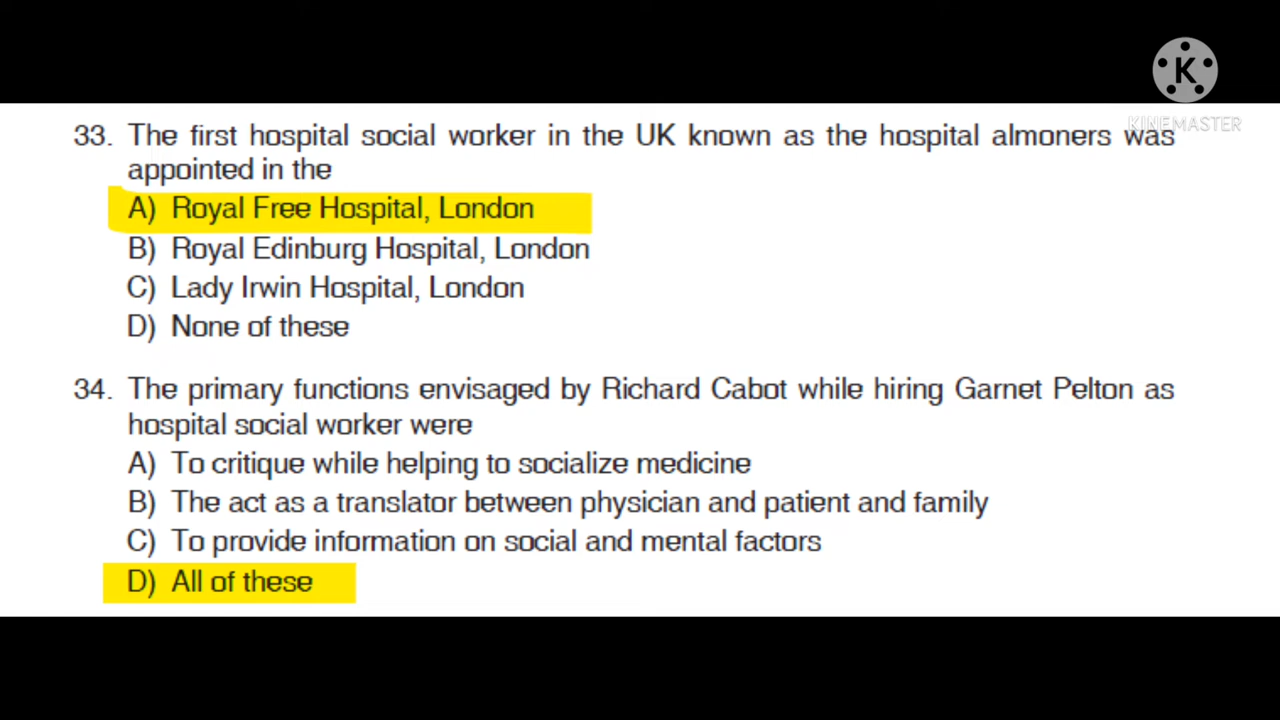 K
KINEMASTER
33. The first hospital social worker in the UK known as the hospital almoners was
appointed in the
A) Royal Free Hospital, London
B) Royal Edinburg Hospital, London
C) Lady Irwin Hospital, London
D) None of these
34. The primary functions envisaged by Richard Cabot while hiring Garnet Pelton as
hospital social worker were
A) To critique while helping to socialize medicine
B) The act as a translator between physician and patient and family
C) To provide information on social and mental factors
D) All of these